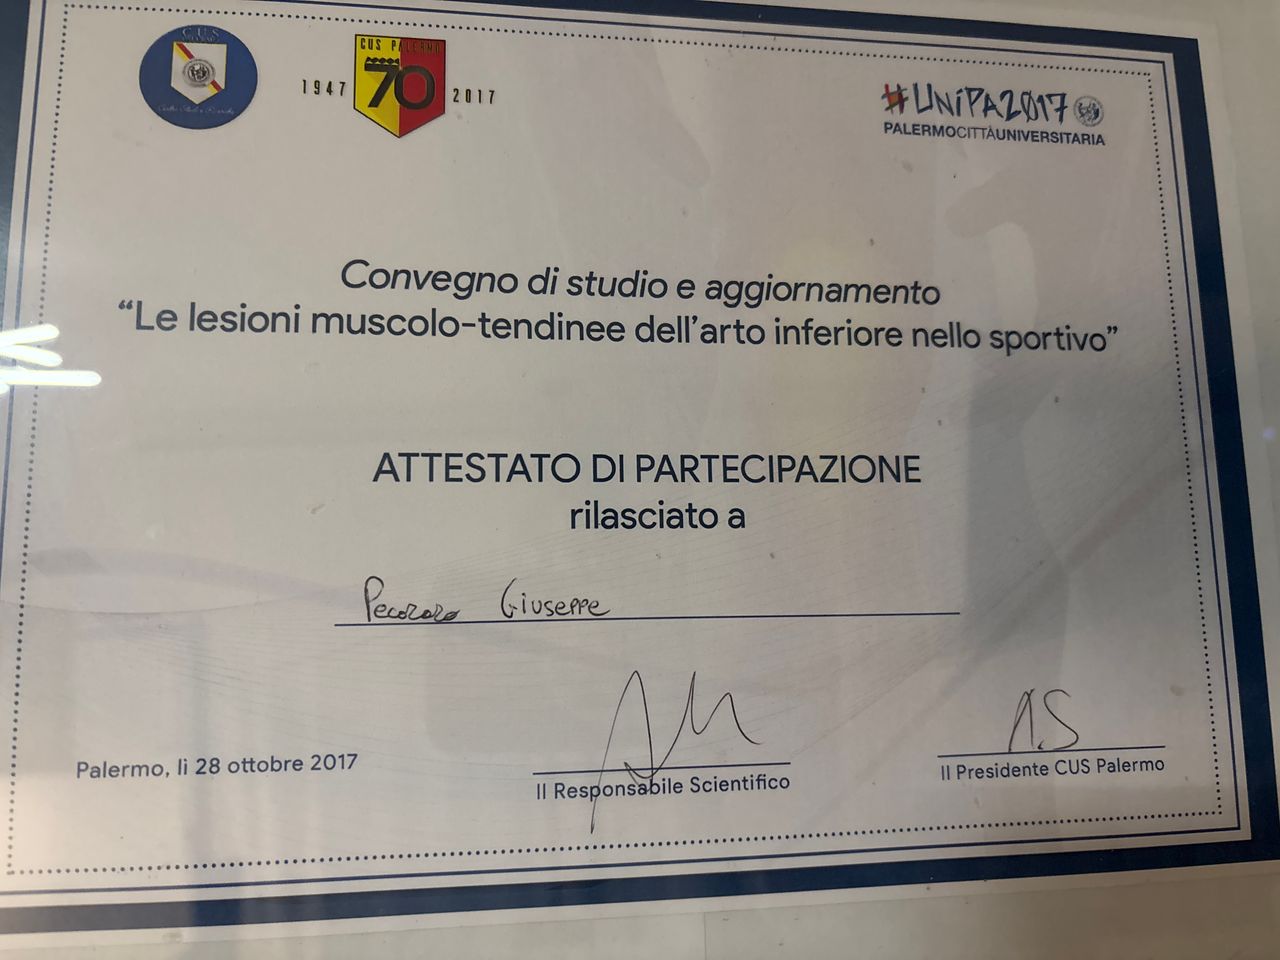 C.U.S.
1947
CUS PALERMO
70
2017
#UNiPA2017
PALERMOCITTÀUNIVERSITARIA
Convegno di studio e aggiornamento
“Le lesioni muscolo-tendinee dell’arto inferiore nello sportivo”
ATTESTATO DI PARTECIPAZIONE
rilasciato a
Pecoraro Giuseppe
Palermo, lì 28 ottobre 2017
A.S
Il Responsabile Scientifico
Il Presidente CUS Palermo